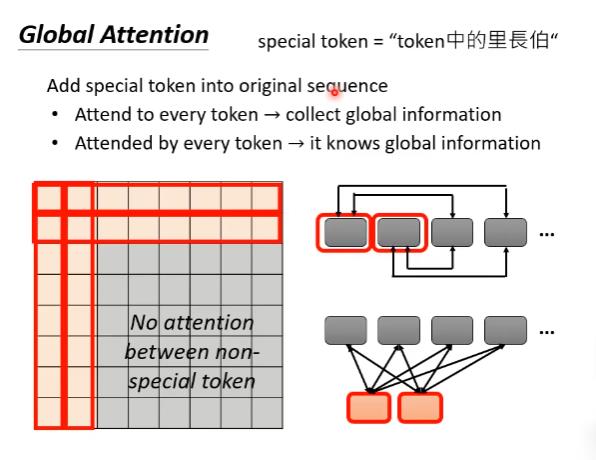 Global Attention
special token = “token中的里長伯“
Add special token into original sequence
• Attend to every token → collect global information
• Attended by every token → it knows global information
...
No attention
between non-
special token
...